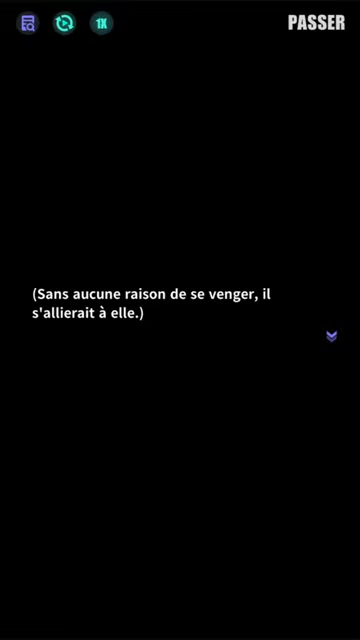 PASSER
1X
(Sans aucune raison de se venger, il
s'allierait à elle.)